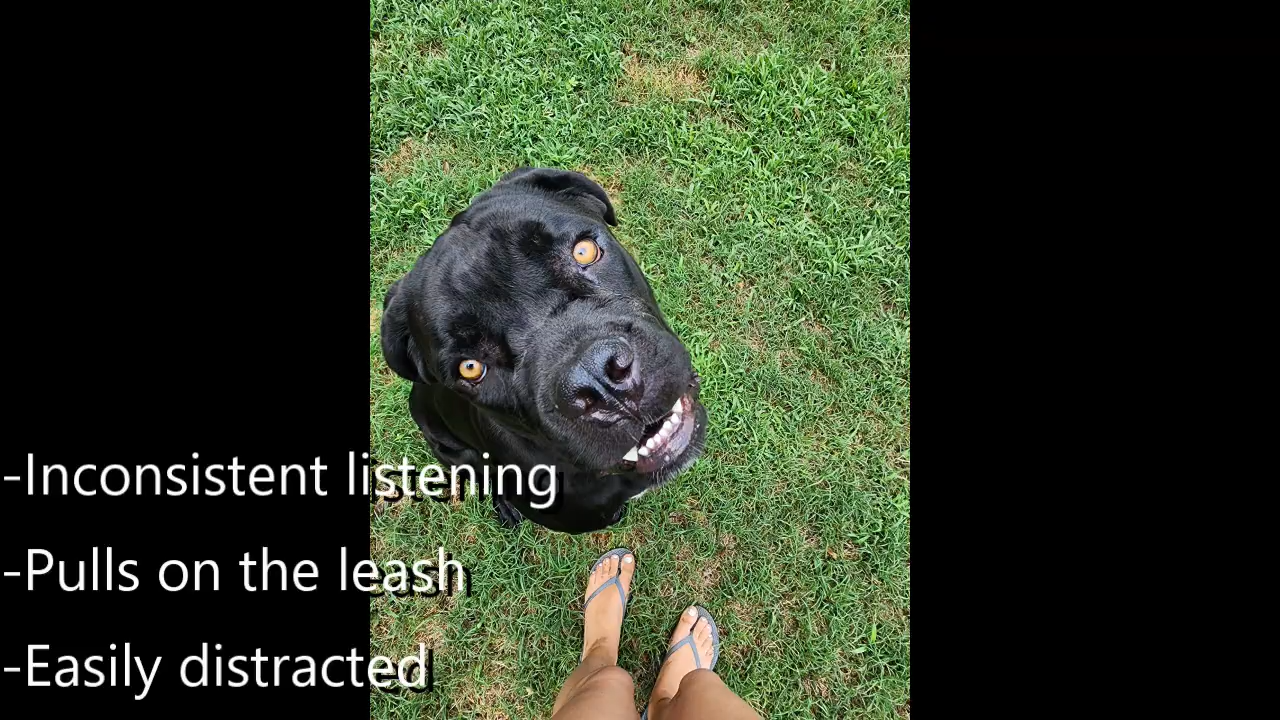 -Inconsistent listening
-Pulls on the leash
-Easily distracted